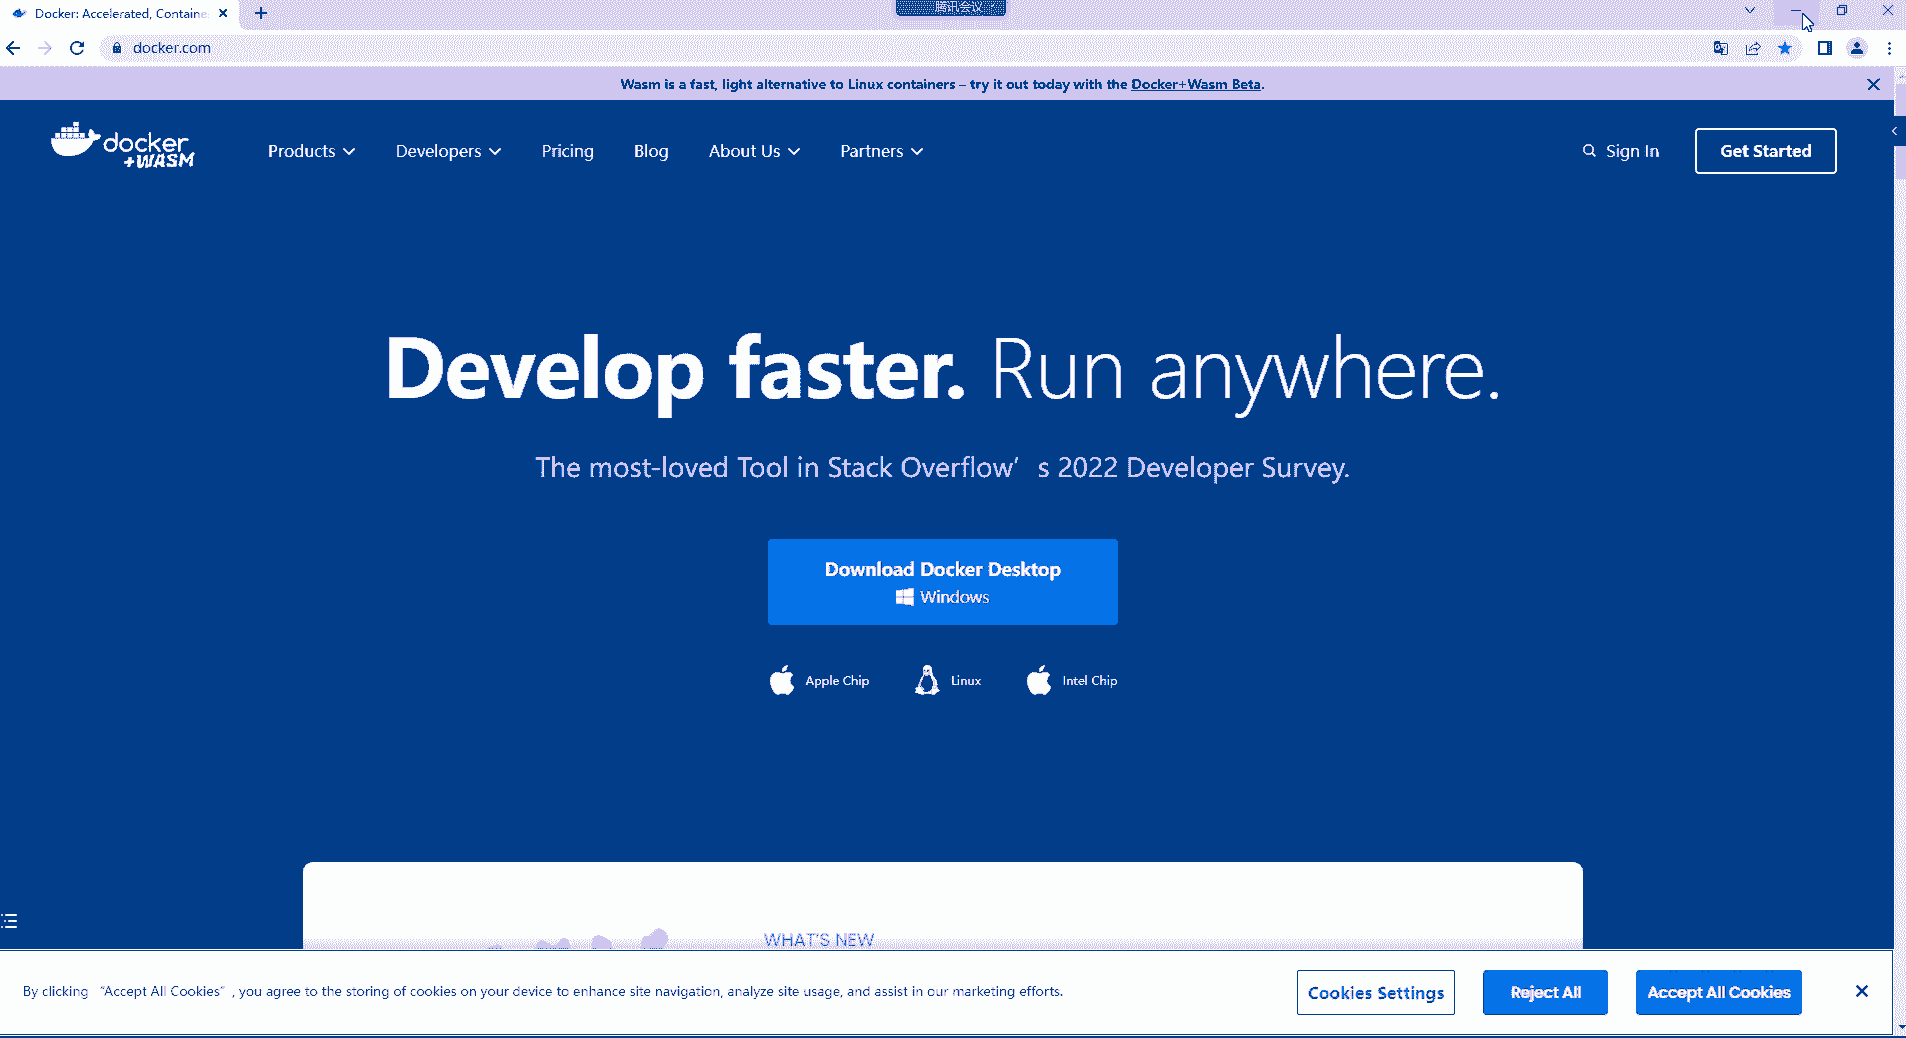 Docker: Accelerated, Containe
腾讯会议
docker.com
Wasm is a fast, light alternative to Linux containers – try it out today with the Docker+Wasm Beta.
docker
+WASM
Products
Developers
Pricing
Blog
About Us
Partners
Sign In
Get Started
Develop faster. Run anywhere.
The most-loved Tool in Stack Overflow’s 2022 Developer Survey.
Download Docker Desktop
Windows
Apple Chip
Linux
Intel Chip
WHAT'S NEW
By clicking “Accept All Cookies”, you agree to the storing of cookies on your device to enhance site navigation, analyze site usage, and assist in our marketing efforts.
Cookies Settings
Reject All
Accept All Cookies